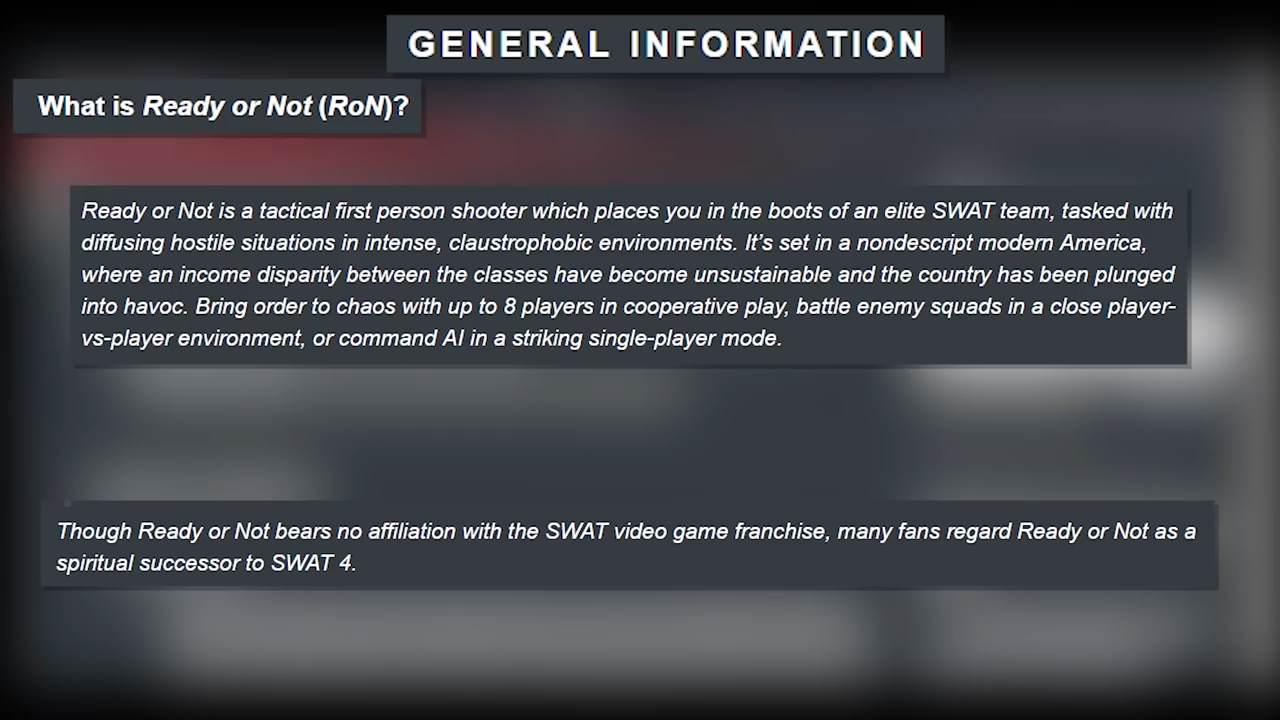 GENERAL INFORMATION
What is Ready or Not (RoN)?
Ready or Not is a tactical first person shooter which places you in the boots of an elite SWAT team, tasked with
diffusing hostile situations in intense, claustrophobic environments. It’s set in a nondescript modern America,
where an income disparity between the classes have become unsustainable and the country has been plunged
into havoc. Bring order to chaos with up to 8 players in cooperative play, battle enemy squads in a close player-
vs-player environment, or command AI in a striking single-player mode.
Though Ready or Not bears no affiliation with the SWAT video game franchise, many fans regard Ready or Not as a
spiritual successor to SWAT 4.